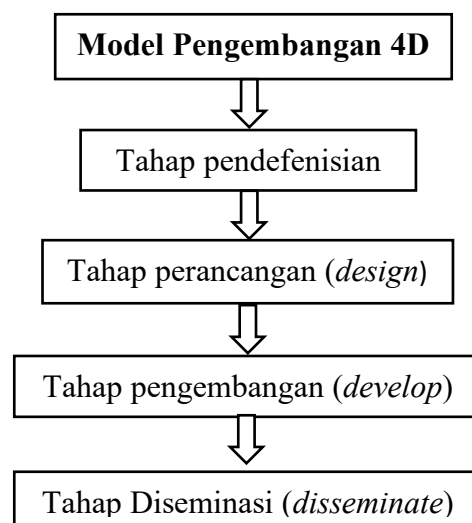 Model Pengembangan 4D
Tahap pendefenisian
Tahap perancangan (design)
Tahap pengembangan (develop)
Tahap Diseminasi (disseminate)